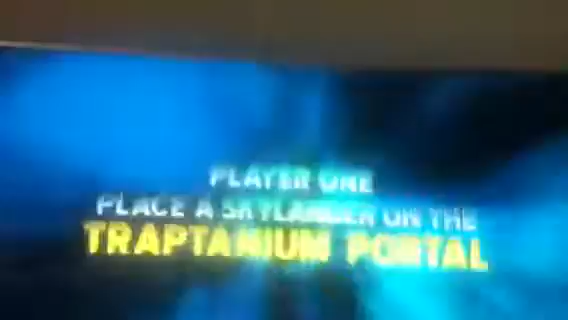 PLAYER ONE
PLACE A SKYLANDER ON THE
TRAPTANIUM PORTAL